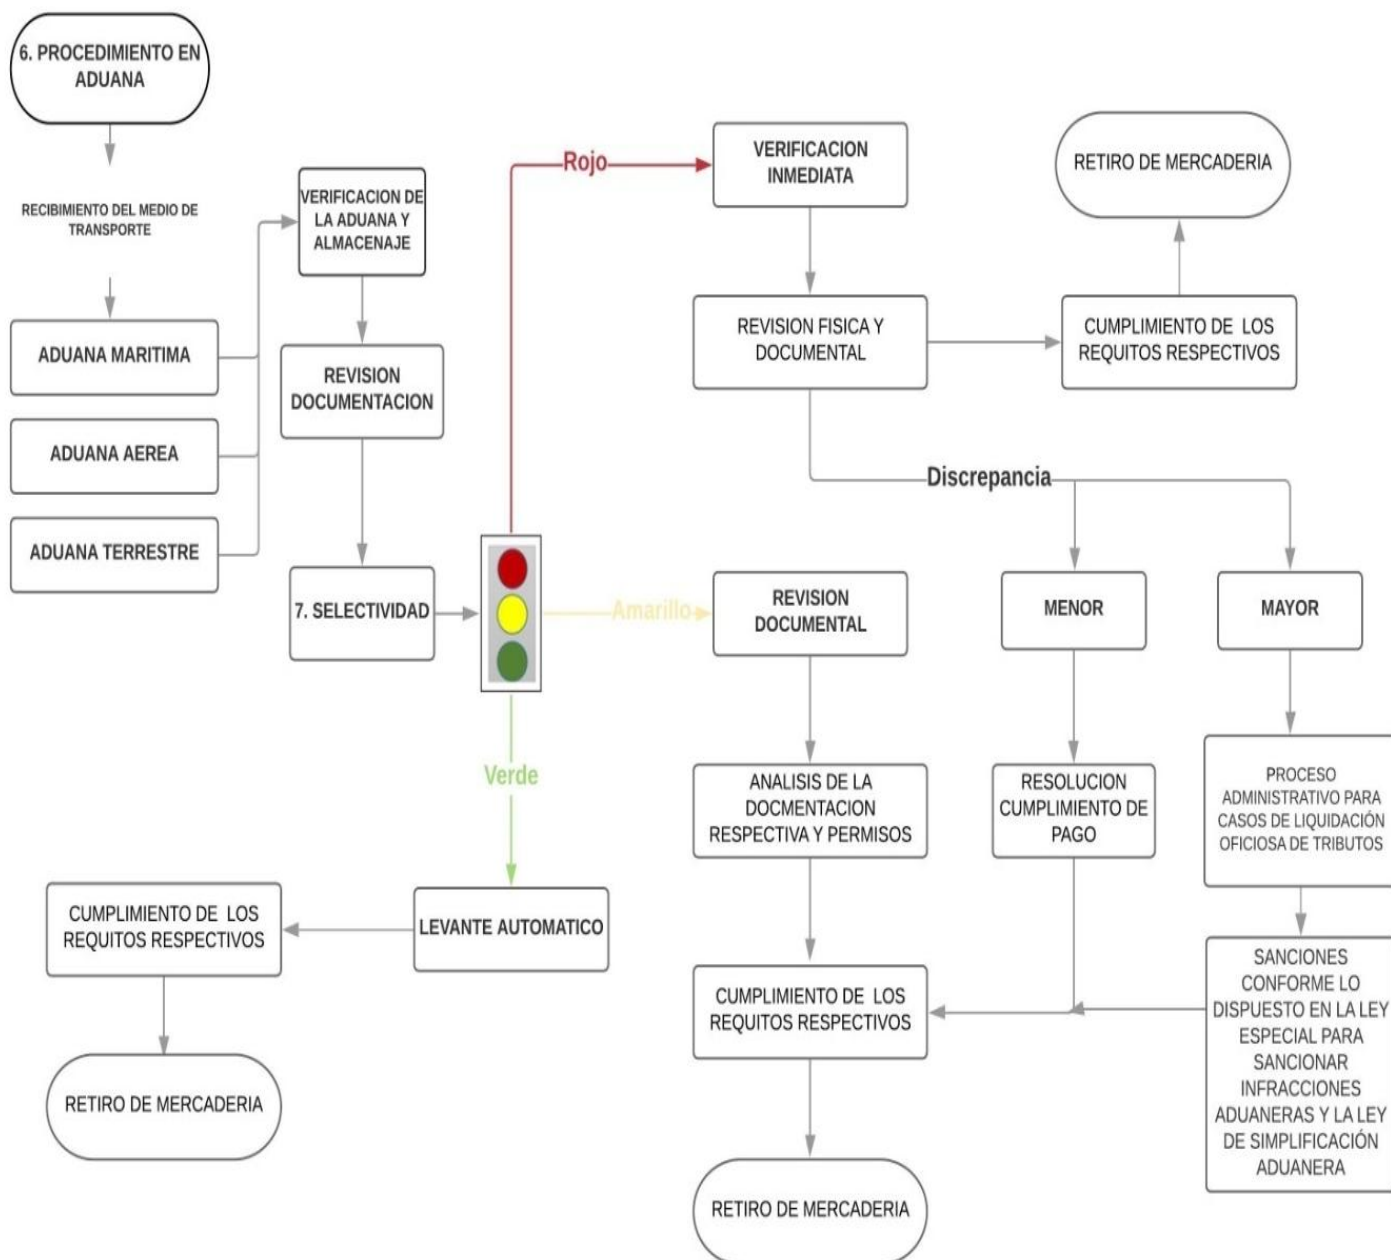 6. PROCEDIMIENTO EN
ADUANA
RECIBIMIENTO DEL MEDIO DE
TRANSPORTE
ADUANA MARITIMA
ADUANA AEREA
ADUANA TERRESTRE
VERIFICACION DE
LA ADUANA Y
ALMACENAJE
REVISION
DOCUMENTACION
7. SELECTIVIDAD
Rojo
VERIFICACION
INMEDIATA
REVISION FISICA Y
DOCUMENTAL
CUMPLIMIENTO DE LOS
REQUITOS RESPECTIVOS
RETIRO DE MERCADERIA
Discrepancia
MENOR
MAYOR
RESOLUCION
CUMPLIMIENTO DE
PAGO
PROCESO
ADMINISTRATIVO PARA
CASOS DE LIQUIDACIÓN
OFICIOSA DE TRIBUTOS
SANCIONES
CONFORME LO
DISPUESTO EN LA LEY
ESPECIAL PARA
SANCIONAR
INFRACCIONES
ADUANERAS Y LA LEY
DE SIMPLIFICACIÓN
ADUANERA
Amarillo
REVISION
DOCUMENTAL
ANALISIS DE LA
DOCMENTACION
RESPECTIVA Y PERMISOS
CUMPLIMIENTO DE LOS
REQUITOS RESPECTIVOS
RETIRO DE MERCADERIA
Verde
LEVANTE AUTOMATICO
CUMPLIMIENTO DE LOS
REQUITOS RESPECTIVOS
RETIRO DE MERCADERIA